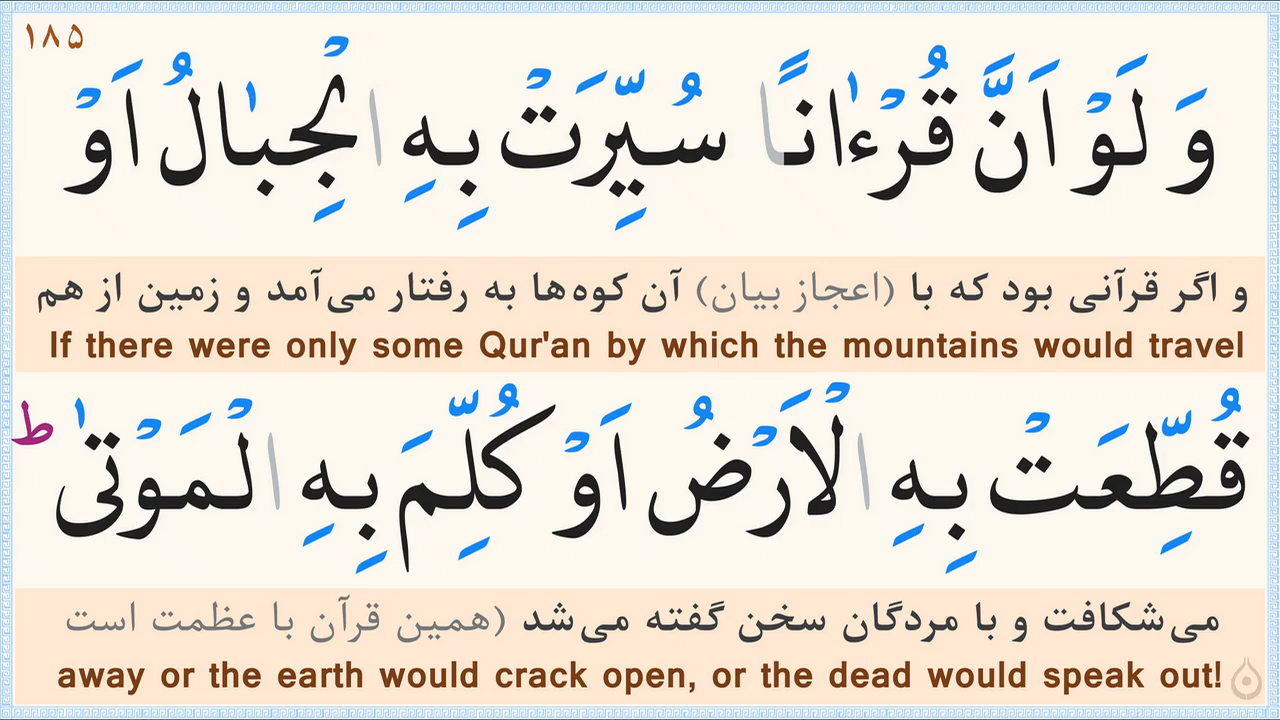 ۱۸۵
وَ لَوْ اَنَّ قُرْءٰانًا سُيِّرَتْ بِهِ الْجِبٰالُ اَوْ
و اگر قرآنی بود که با (اعجاز بیان) آن کوه‌ها به رفتار می‌آمد و زمین از هم
If there were only some Qur'an by which the mountains would travel
قُطِّعَتْ بِهِ الْاَرْضُ اَوْ كُلِّمَ بِهِ الْمَوْتىٰ ط
می‌شکافت و با مردگان سخن گفته می‌شد (همین قرآن با عظمت است
away or the earth would crack open, or the dead would speak out!